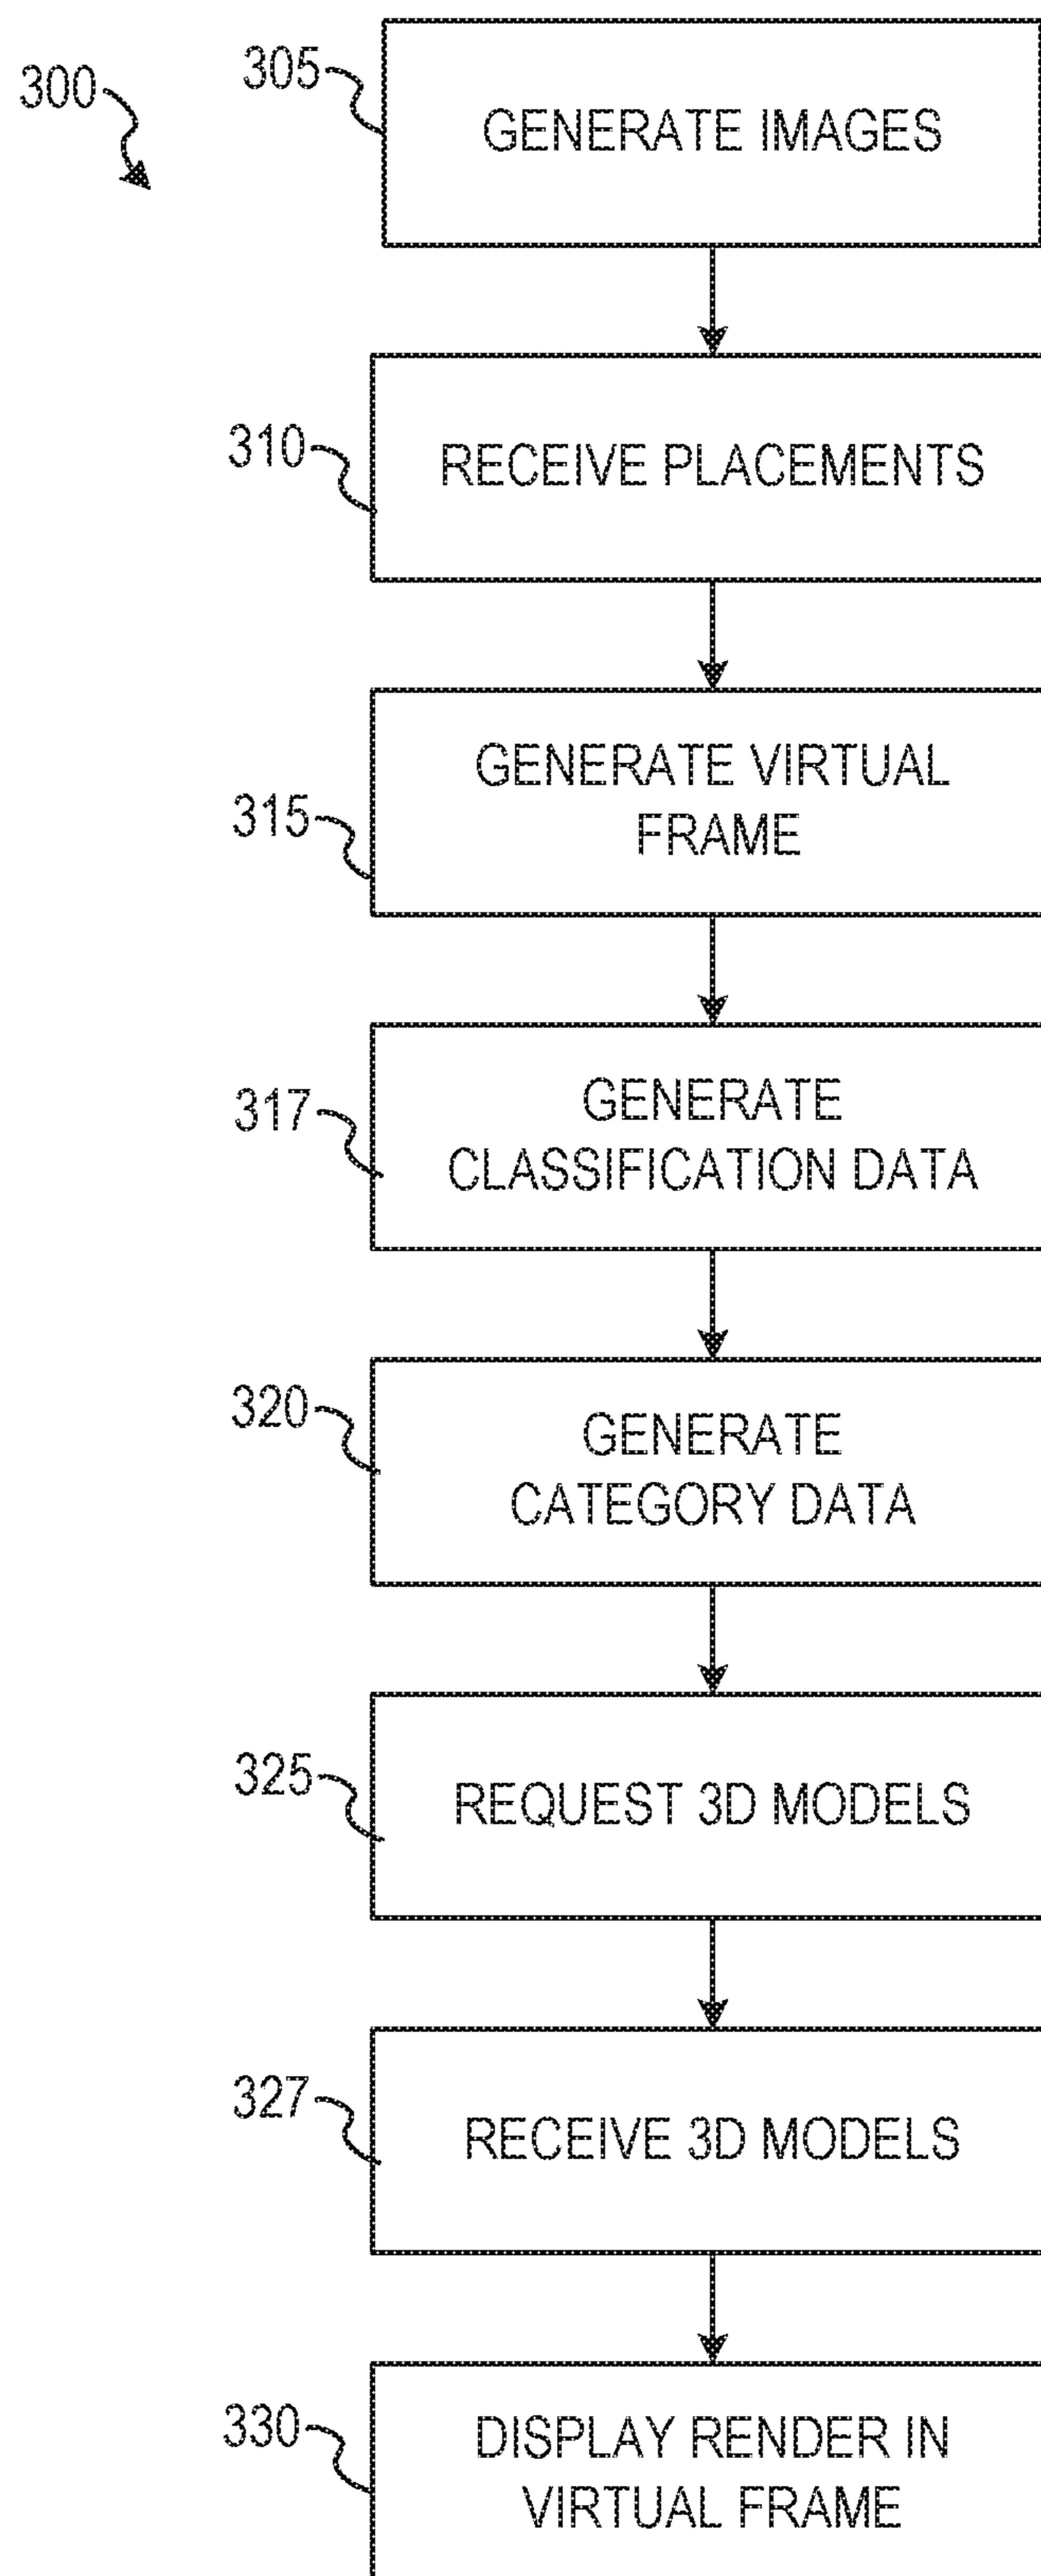 300
305
GENERATE IMAGES
310
RECEIVE PLACEMENTS
315
GENERATE VIRTUAL
FRAME
317
GENERATE
CLASSIFICATION DATA
320
GENERATE
CATEGORY DATA
325
REQUEST 3D MODELS
327
RECEIVE 3D MODELS
330
DISPLAY RENDER IN
VIRTUAL FRAME